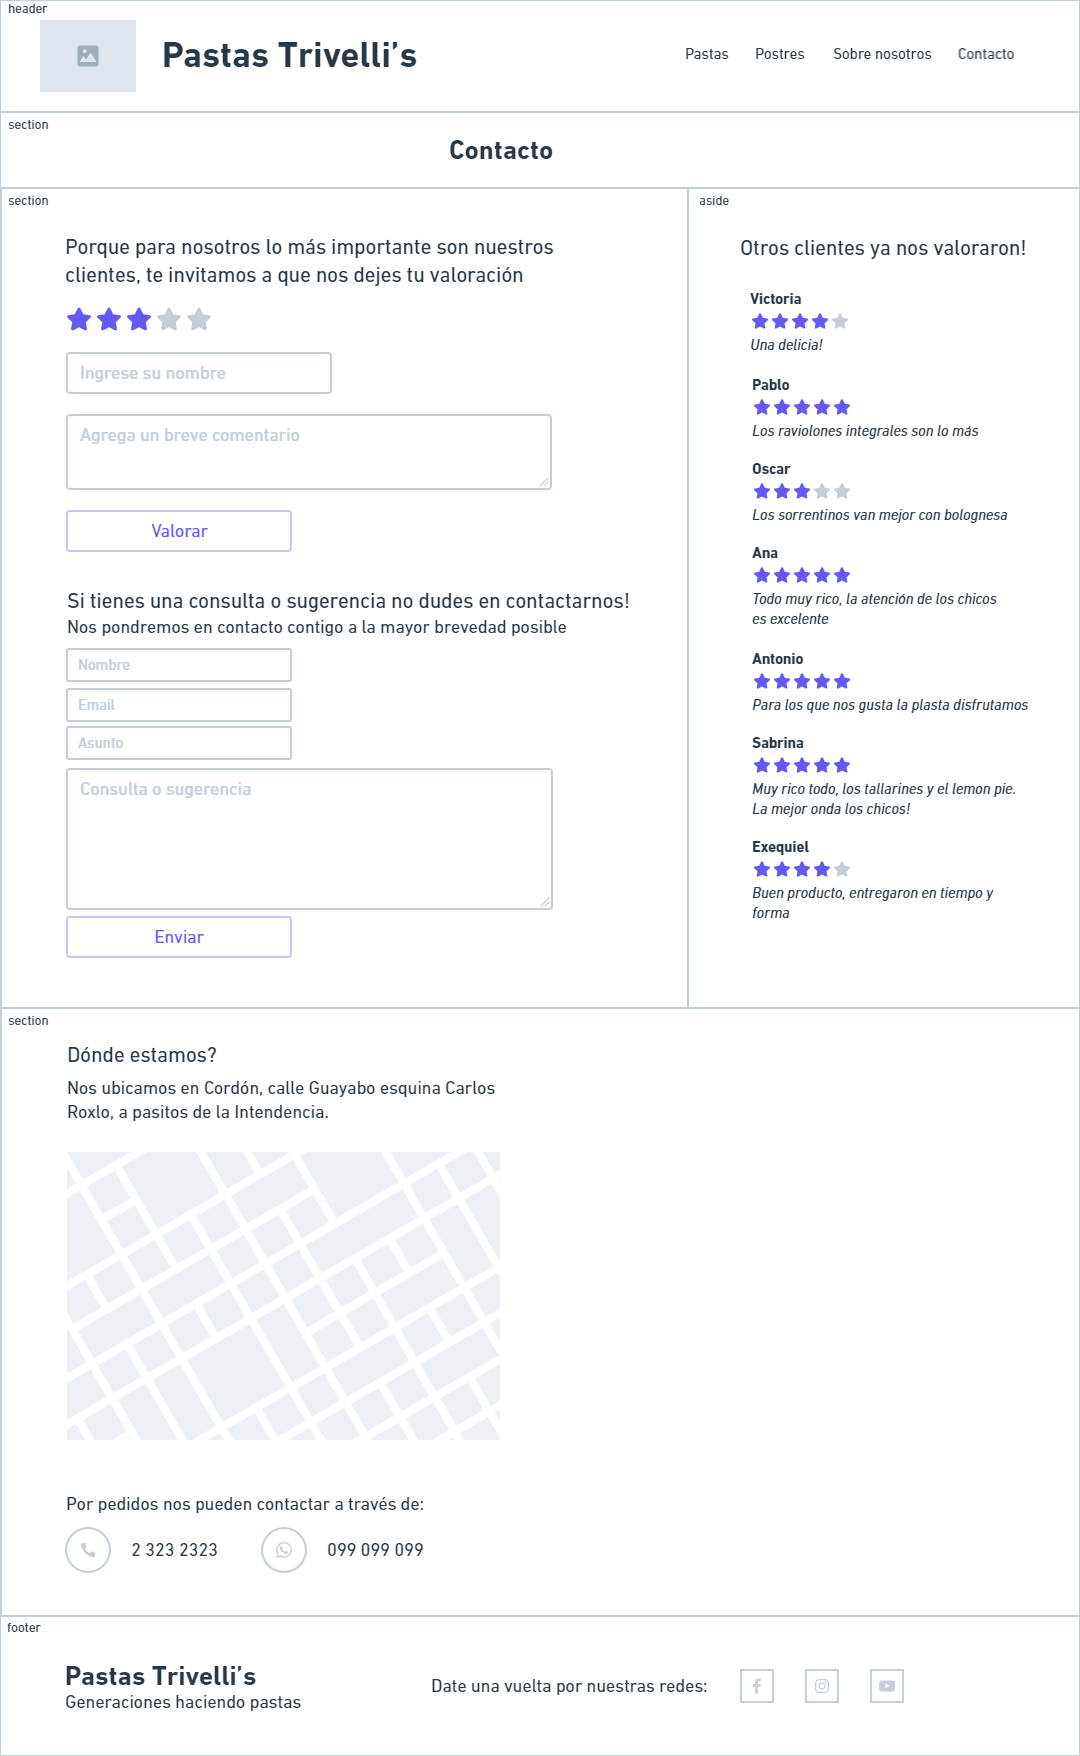 header
Pastas Trivelli’s
Pastas
Postres
Sobre nosotros
Contacto
section
Contacto
section
Porque para nosotros lo más importante son nuestros
clientes, te invitamos a que nos dejes tu valoración
Ingrese su nombre
Agrega un breve comentario
Valorar
Si tienes una consulta o sugerencia no dudes en contactarnos!
Nos pondremos en contacto contigo a la mayor brevedad posible
Nombre
Email
Asunto
Consulta o sugerencia
Enviar
aside
Otros clientes ya nos valoraron!
Victoria
Una delicia!
Pablo
Los raviolones integrales son lo más
Oscar
Los sorrentinos van mejor con bolognesa
Ana
Todo muy rico, la atención de los chicos
es excelente
Antonio
Para los que nos gusta la plasta disfrutamos
Sabrina
Muy rico todo, los tallarines y el lemon pie.
La mejor onda los chicos!
Exequiel
Buen producto, entregaron en tiempo y
forma
section
Dónde estamos?
Nos ubicamos en Cordón, calle Guayabo esquina Carlos
Roxlo, a pasitos de la Intendencia.
Por pedidos nos pueden contactar a través de:
2 323 2323
099 099 099
footer
Pastas Trivelli’s
Generaciones haciendo pastas
Date una vuelta por nuestras redes: